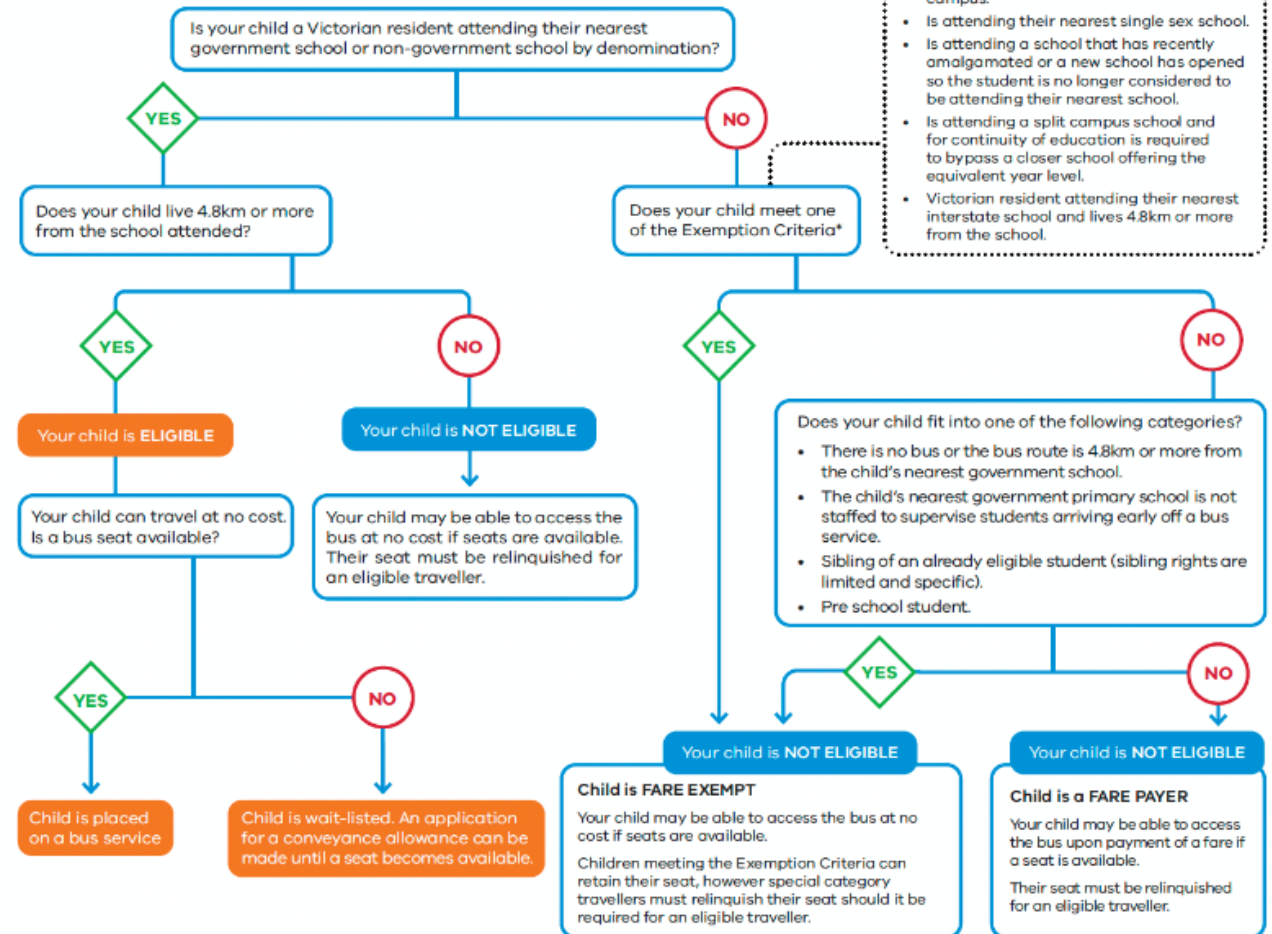 campus.
• Is attending their nearest single sex school.
• Is attending a school that has recently
amalgamated or a new school has opened
so the student is no longer considered to
be attending their nearest school.
• Is attending a split campus school and
for continuity of education is required
to bypass a closer school offering the
equivalent year level.
• Victorian resident attending their nearest
interstate school and lives 4.8km or more
from the school.
Is your child a Victorian resident attending their nearest
government school or non-government school by denomination?
YES
NO
Does your child live 4.8km or more
from the school attended?
Does your child meet one
of the Exemption Criteria*
YES
NO
YES
NO
Your child is ELIGIBLE
Your child is NOT ELIGIBLE
Your child can travel at no cost.
Is a bus seat available?
Your child may be able to access the
bus at no cost if seats are available.
Their seat must be relinquished for
an eligible traveller.
Does your child fit into one of the following categories?
• There is no bus or the bus route is 4.8km or more from
the child's nearest government school.
• The child's nearest government primary school is not
staffed to supervise students arriving early off a bus
service.
• Sibling of an already eligible student (sibling rights are
limited and specific).
• Pre school student.
YES
NO
YES
NO
Child is placed
on a bus service
Child is wait-listed. An application
for a conveyance allowance can be
made until a seat becomes available.
Your child is NOT ELIGIBLE
Child is FARE EXEMPT
Your child may be able to access the bus at no
cost if seats are available.
Children meeting the Exemption Criteria can
retain their seat, however special category
travellers must relinquish their seat should it be
required for an eligible traveller.
Your child is NOT ELIGIBLE
Child is a FARE PAYER
Your child may be able to access
the bus upon payment of a fare if
a seat is available.
Their seat must be relinquished
for an eligible traveller.